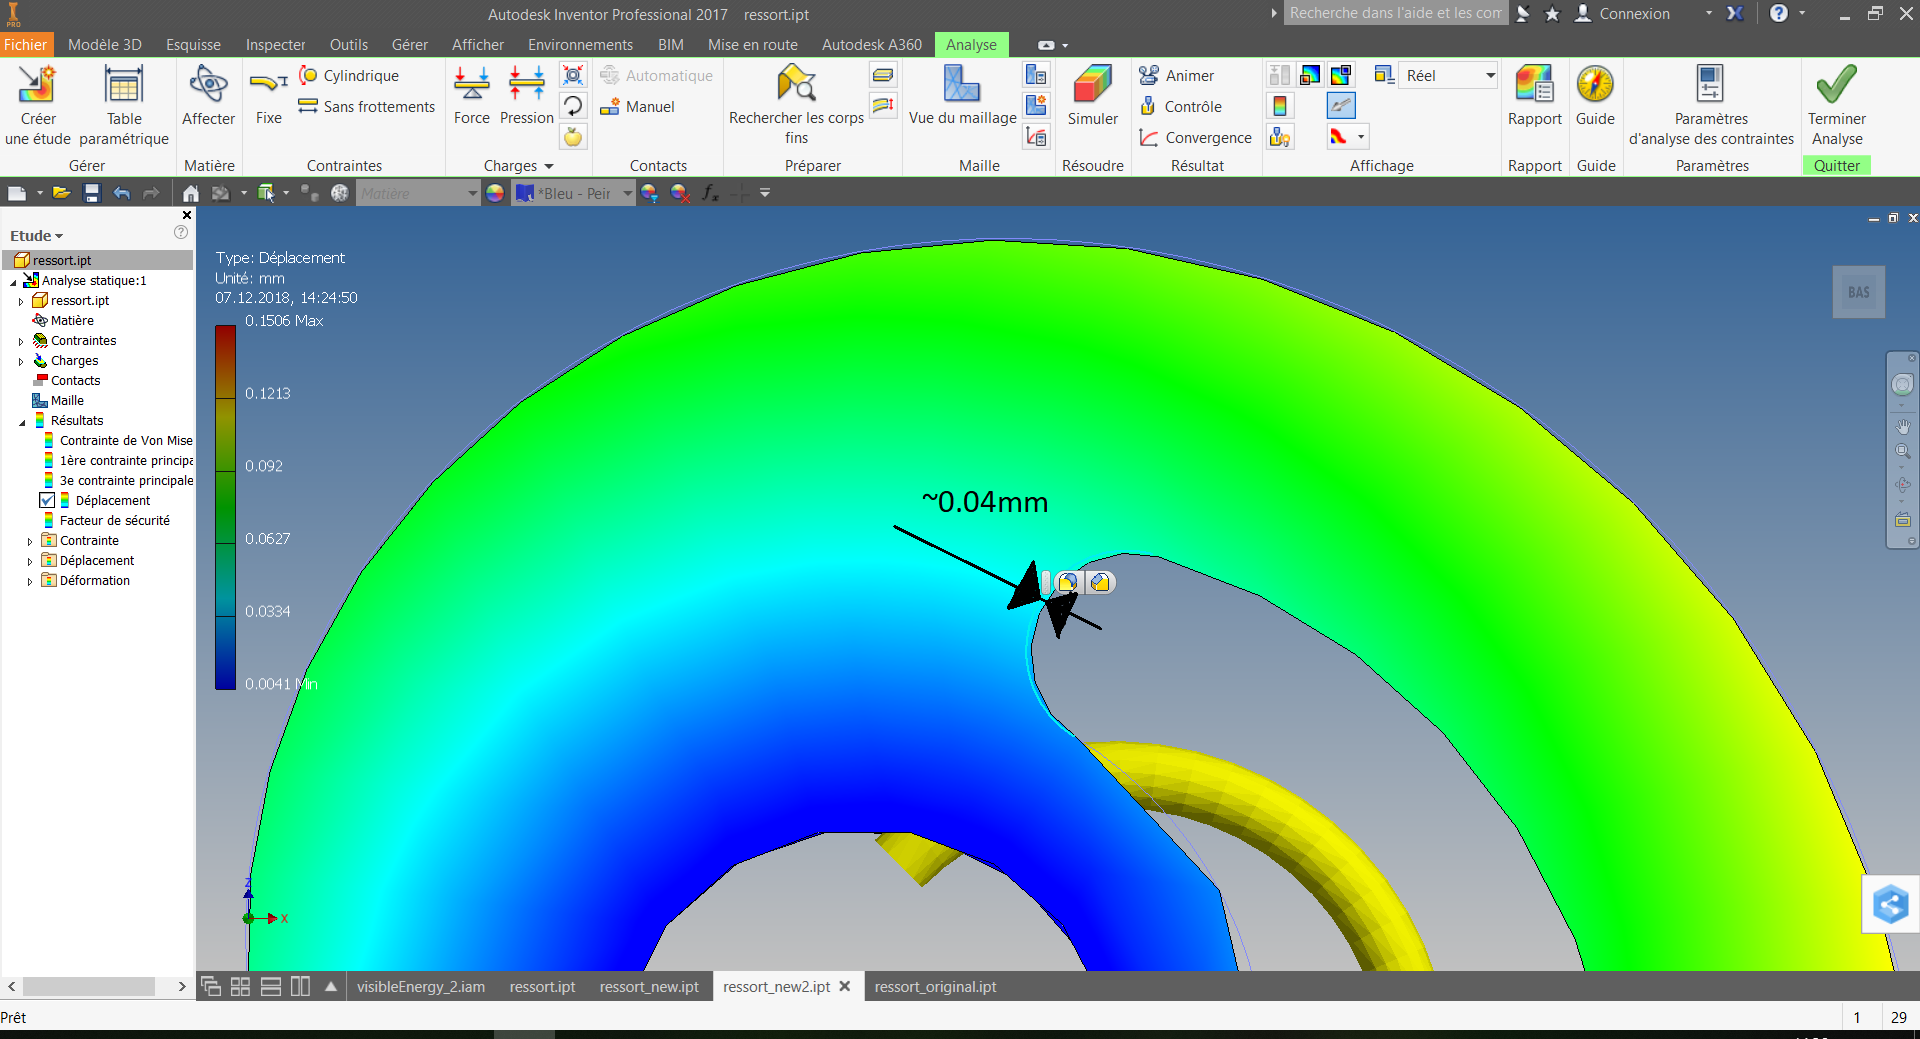 Autodesk Inventor Professional 2017 ressort.ipt
Recherche dans l'aide et les com
Connexion
PRO
Fichier Modèle 3D Esquisse Inspecter Outils Gérer Afficher Environnements BIM Mise en route Autodesk A360 Analyse
Créer une étude
Table paramétrique
Gérer
Affecter
Matière
Fixe
Cylindrique
Sans frottements
Contraintes
Force
Pression
Charges
Automatique
Manuel
Contacts
Rechercher les corps fins
Préparer
Vue du maillage
Maille
Simuler
Résoudre
Animer
Contrôle
Convergence
Résultat
Réel
Affichage
Rapport
Rapport
Guide
Guide
Paramètres d'analyse des contraintes
Paramètres
Terminer Analyse
Quitter
Matière
*Bleu - Peir
fx
Etude
ressort.ipt
Analyse statique:1
ressort.ipt
Matière
Contraintes
Charges
Contacts
Maille
Résultats
Contrainte de Von Mise
1ère contrainte principa
3e contrainte principale
Déplacement
Facteur de sécurité
Contrainte
Déplacement
Déformation
Type: Déplacement
Unité: mm
07.12.2018, 14:24:50
0.1506 Max
0.1213
0.092
0.0627
0.0334
0.0041 Min
~0.04mm
BAS
Z
X
visibleEnergy_2.iam ressort.ipt ressort_new.ipt ressort_new2.ipt ressort_original.ipt
Prêt
1 29